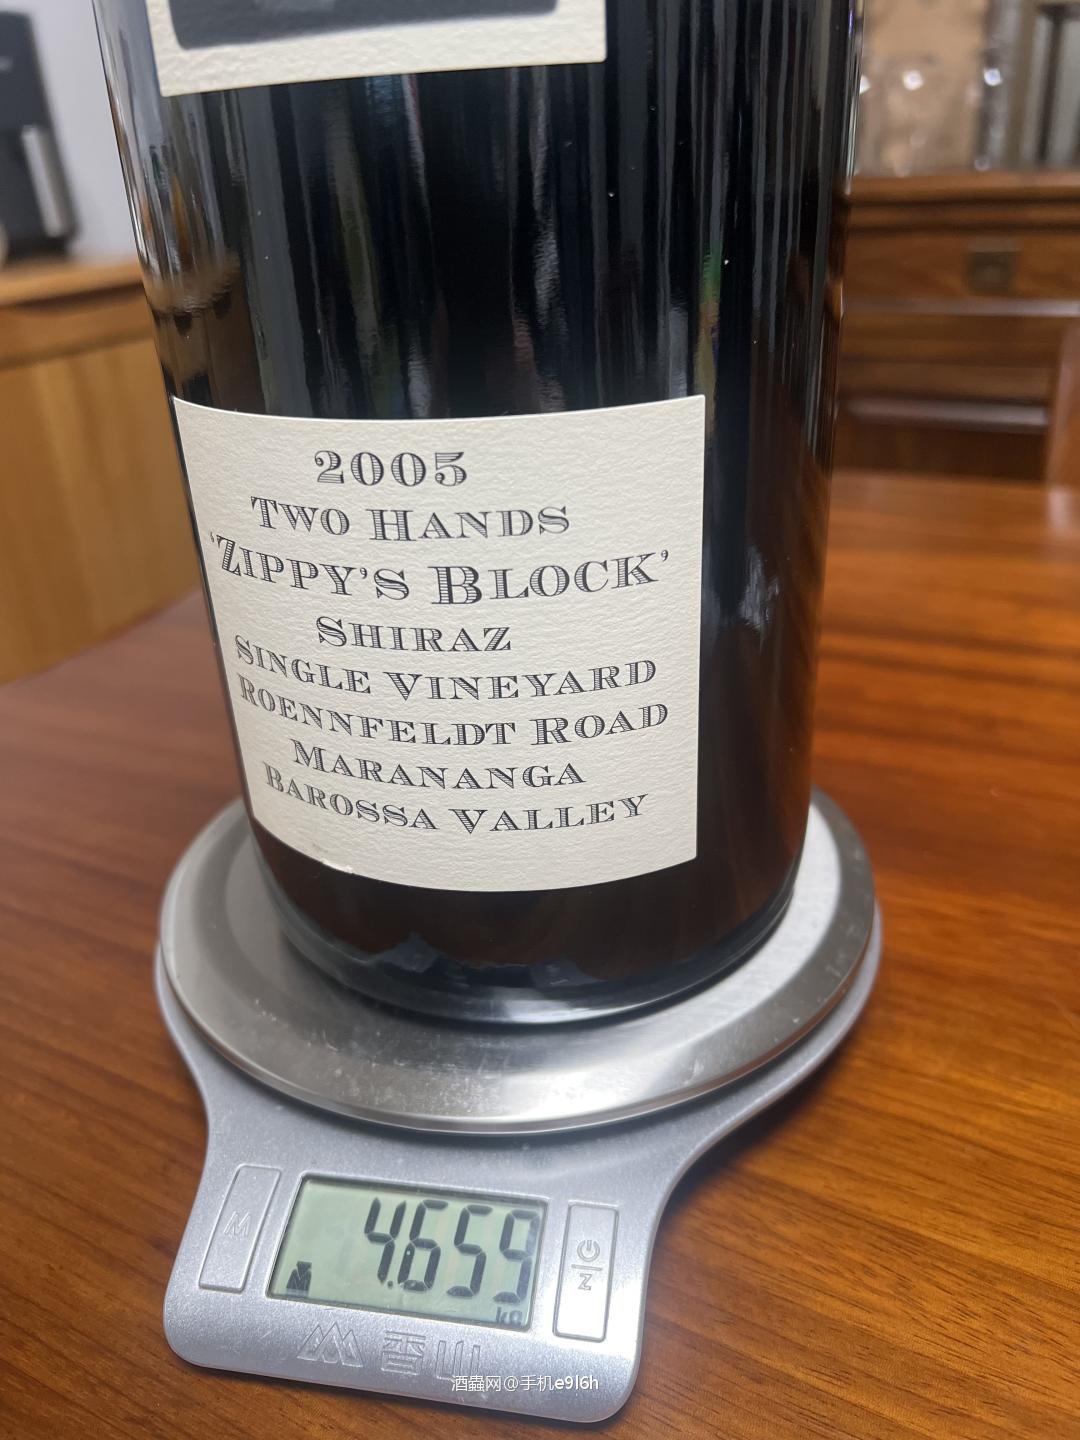 2005
TWO HANDS
'ZIPPY'S BLOCK'
SHIRAZ
SINGLE VINEYARD
ROENNFELDT ROAD
MARANANGA
BAROSSA VALLEY
M
4.659
kg
Z
香山
酒蟲网@手机e9l6h